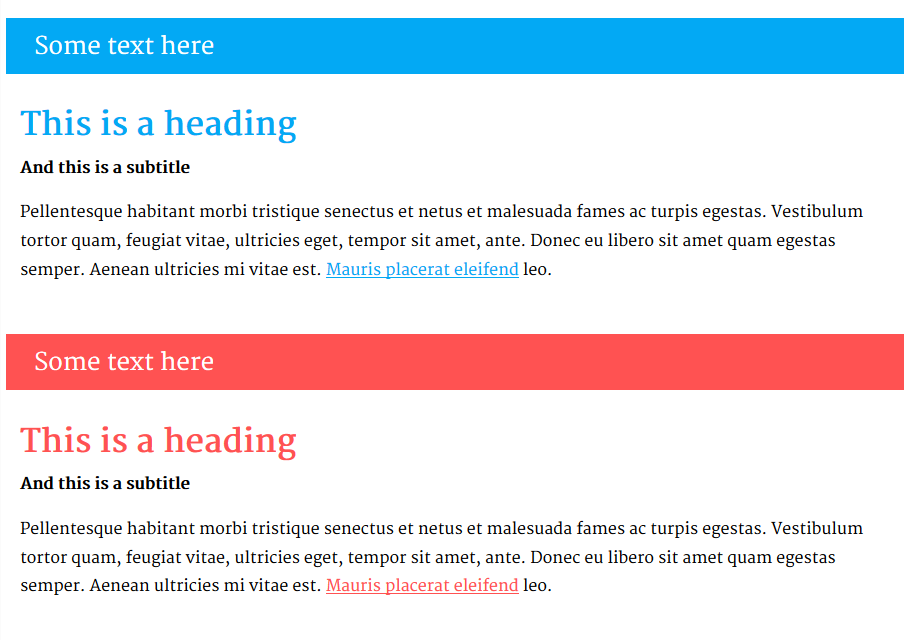 Some text here
This is a heading
And this is a subtitle
Pellentesque habitant morbi tristique senectus et netus et malesuada fames ac turpis egestas. Vestibulum
tortor quam, feugiat vitae, ultricies eget, tempor sit amet, ante. Donec eu libero sit amet quam egestas
semper. Aenean ultricies mi vitae est. Mauris placerat eleifend leo.
Some text here
This is a heading
And this is a subtitle
Pellentesque habitant morbi tristique senectus et netus et malesuada fames ac turpis egestas. Vestibulum
tortor quam, feugiat vitae, ultricies eget, tempor sit amet, ante. Donec eu libero sit amet quam egestas
semper. Aenean ultricies mi vitae est. Mauris placerat eleifend leo.